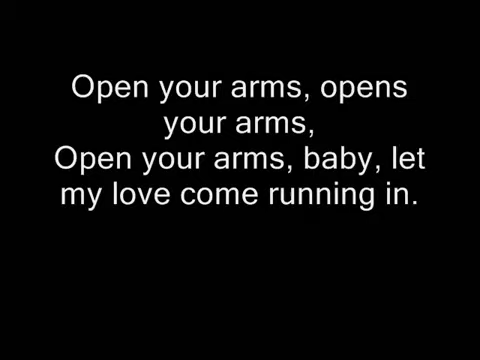 Open your arms, opens
your arms,
Open your arms, baby, let
my love come running in.